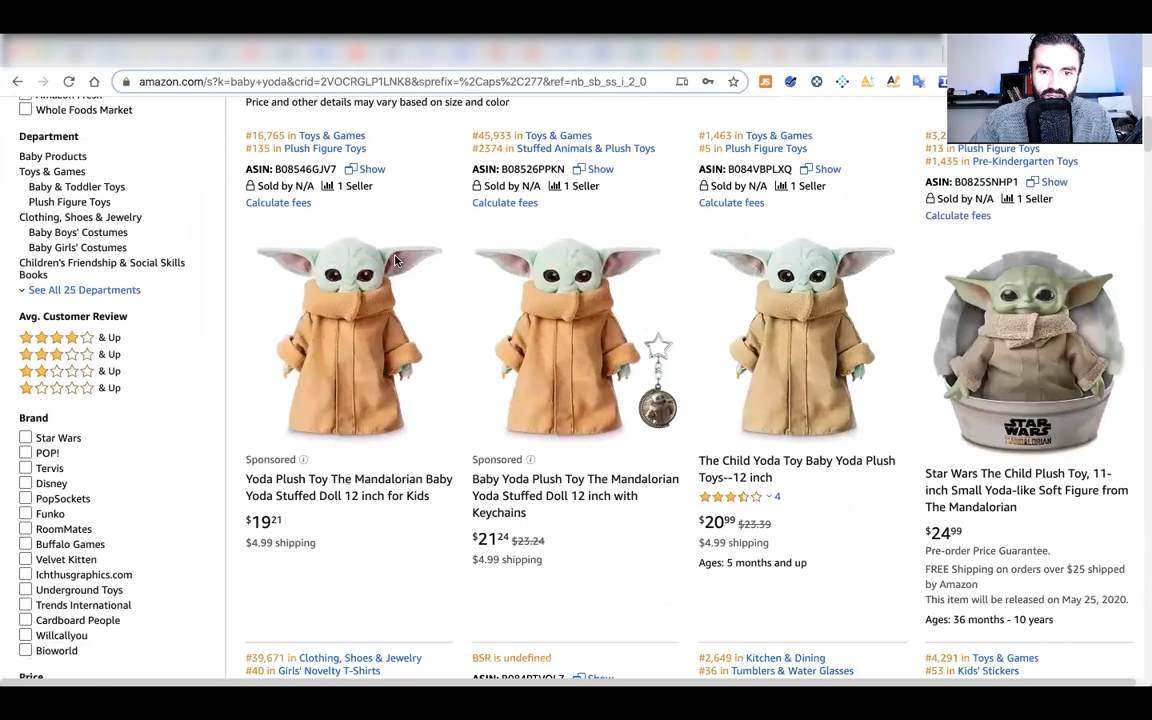 amazon.com/s?k=baby+yoda&crid=2VOCRGLP1LNK8&sprefix=%2Caps%2C277&ref=nb_sb_ss_i_2_0
Whole Foods Market
Department
Baby Products
Toys & Games
Baby & Toddler Toys
Plush Figure Toys
Clothing, Shoes & Jewelry
Baby Boys' Costumes
Baby Girls' Costumes
Children's Friendship & Social Skills
Books
See All 25 Departments
Avg. Customer Review
& Up
& Up
& Up
& Up
Brand
Star Wars
POP!
Tervis
Disney
PopSockets
Funko
RoomMates
Buffalo Games
Velvet Kitten
Ichthusgraphics.com
Underground Toys
Trends International
Cardboard People
Willcallyou
Bioworld
Price
Price and other details may vary based on size and color
#16,765 in Toys & Games
#135 in Plush Figure Toys
ASIN: B08546GJV7 Show
Sold by N/A 1 Seller
Calculate fees
Sponsored
Yoda Plush Toy The Mandalorian Baby
Yoda Stuffed Doll 12 inch for Kids
$1921
$4.99 shipping
#45,933 in Toys & Games
#2374 in Stuffed Animals & Plush Toys
ASIN: B08526PPKN Show
Sold by N/A 1 Seller
Calculate fees
Sponsored
Baby Yoda Plush Toy The Mandalorian
Yoda Stuffed Doll 12 inch with
Keychains
$2124 $23.24
$4.99 shipping
#1,463 in Toys & Games
#5 in Plush Figure Toys
ASIN: B084VBPLXQ Show
Sold by N/A 1 Seller
Calculate fees
The Child Yoda Toy Baby Yoda Plush
Toys--12 inch
4
$2099 $23.39
$4.99 shipping
Ages: 5 months and up
#13 in Plush Figure Toys
#1,435 in Pre-Kindergarten Toys
ASIN: B0825SNHP1 Show
Sold by N/A 1 Seller
Calculate fees
STAR WARS
MANDALORIAN
Star Wars The Child Plush Toy, 11-
inch Small Yoda-like Soft Figure from
The Mandalorian
$2499
Pre-order Price Guarantee.
FREE Shipping on orders over $25 shipped
by Amazon
This item will be released on May 25, 2020.
Ages: 36 months - 10 years
#39,671 in Clothing, Shoes & Jewelry
#40 in Girls' Novelty T-Shirts
BSR is undefined
#2,649 in Kitchen & Dining
#36 in Tumblers & Water Glasses
#4,291 in Toys & Games
#53 in Kids' Stickers